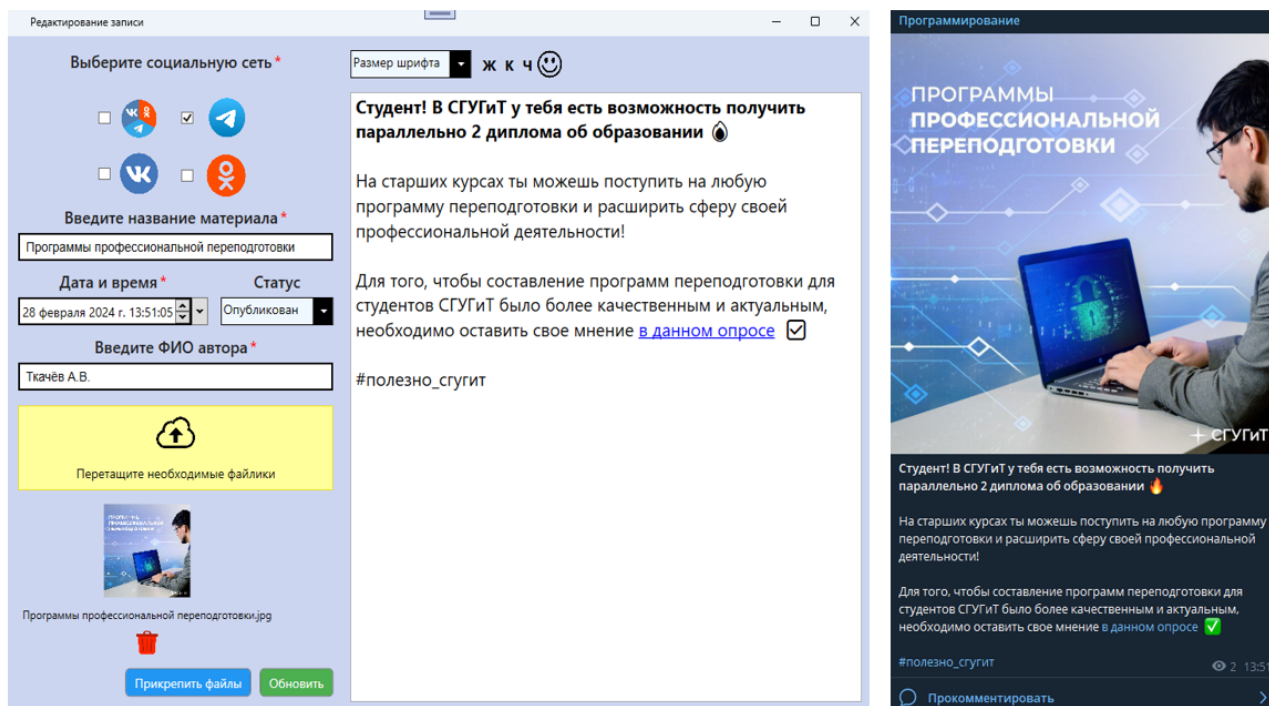 Редактирование записи
Выберите социальную сеть *
Введите название материала *
Программы профессиональной переподготовки
Дата и время *
Статус
28 февраля 2024 г. 13:51:05
Опубликован
Введите ФИО автора *
Ткачёв А.В.
Перетащите необходимые файлики
Программы профессиональной переподготовки.jpg
Прикрепить файлы
Обновить
Размер шрифта
Ж К Ч
Студент! В СГУГиТ у тебя есть возможность получить
параллельно 2 диплома об образовании
На старших курсах ты можешь поступить на любую
программу переподготовки и расширить сферу своей
профессиональной деятельности!
Для того, чтобы составление программ переподготовки для
студентов СГУГиТ было более качественным и актуальным,
необходимо оставить свое мнение в данном опросе
#полезно_сгугит
Программирование
ПРОГРАММЫ
ПРОФЕССИОНАЛЬНОЙ
ПЕРЕПОДГОТОВКИ
СГУГиТ
Студент! В СГУГиТ у тебя есть возможность получить
параллельно 2 диплома об образовании 🔥
На старших курсах ты можешь поступить на любую программу
переподготовки и расширить сферу своей профессиональной
деятельности!
Для того, чтобы составление программ переподготовки для
студентов СГУГиТ было более качественным и актуальным,
необходимо оставить свое мнение в данном опросе ✅
#полезно_сгугит
2 13:51
Прокомментировать